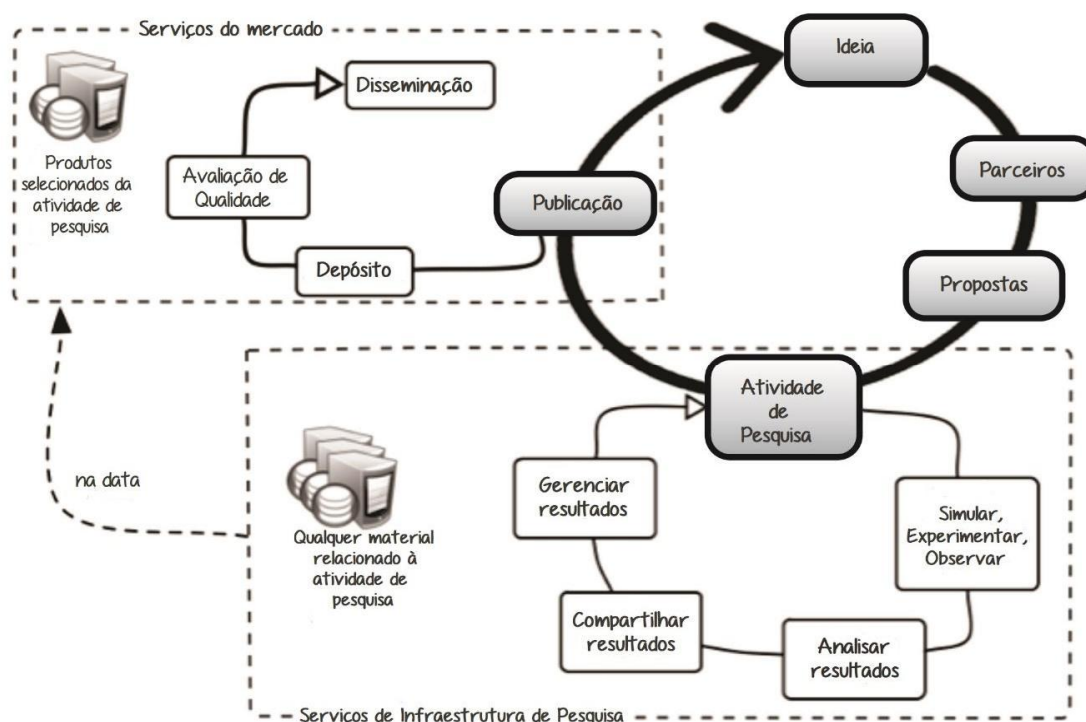 Serviços do mercado
Ideia
Disseminação
Produtos
selecionados da
atividade de
pesquisa
Avaliação de
Qualidade
Parceiros
Publicação
Depósito
Propostas
Atividade
de
Pesquisa
na data
Gerenciar
resultados
Simular,
Experimentar,
Observar
Qualquer material
relacionado à
atividade de
pesquisa
Compartilhar
resultados
Analisar
resultados
Serviços de Infraestrutura de Pesquisa